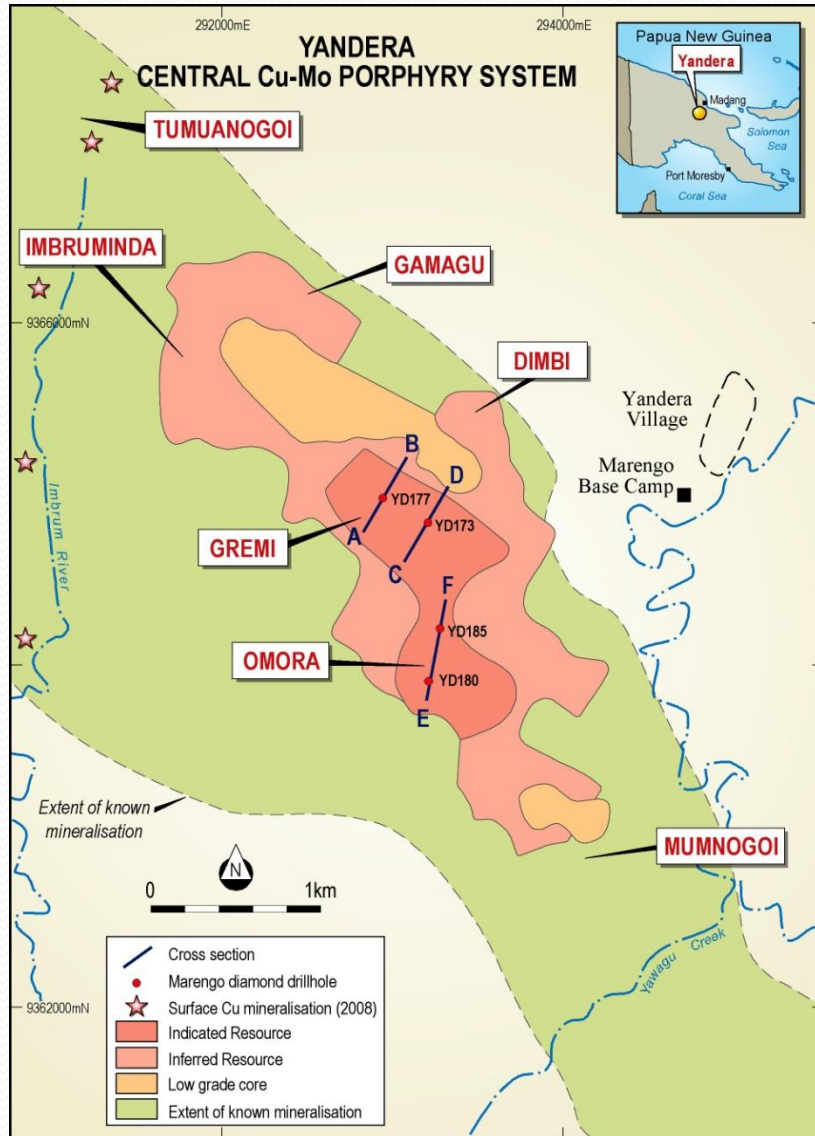 292000mE
294000mE
YANDERA
CENTRAL Cu-Mo PORPHYRY SYSTEM
Papua New Guinea
Yandera
Madang
Solomon
Sea
Port Moresby
Coral Sea
TUMUANOGOI
IMBRUMINDA
GAMAGU
9366000mN
DIMBI
Yandera
Village
Marengo
Base Camp
B
D
YD177
YD173
A
C
GREMI
Imbrum River
F
YD185
OMORA
YD180
E
Extent of known
mineralisation
MUMNOGOI
N
0
1km
Yawagu Creek
9362000mN
Cross section
Marengo diamond drillhole
Surface Cu mineralisation (2008)
Indicated Resource
Inferred Resource
Low grade core
Extent of known mineralisation